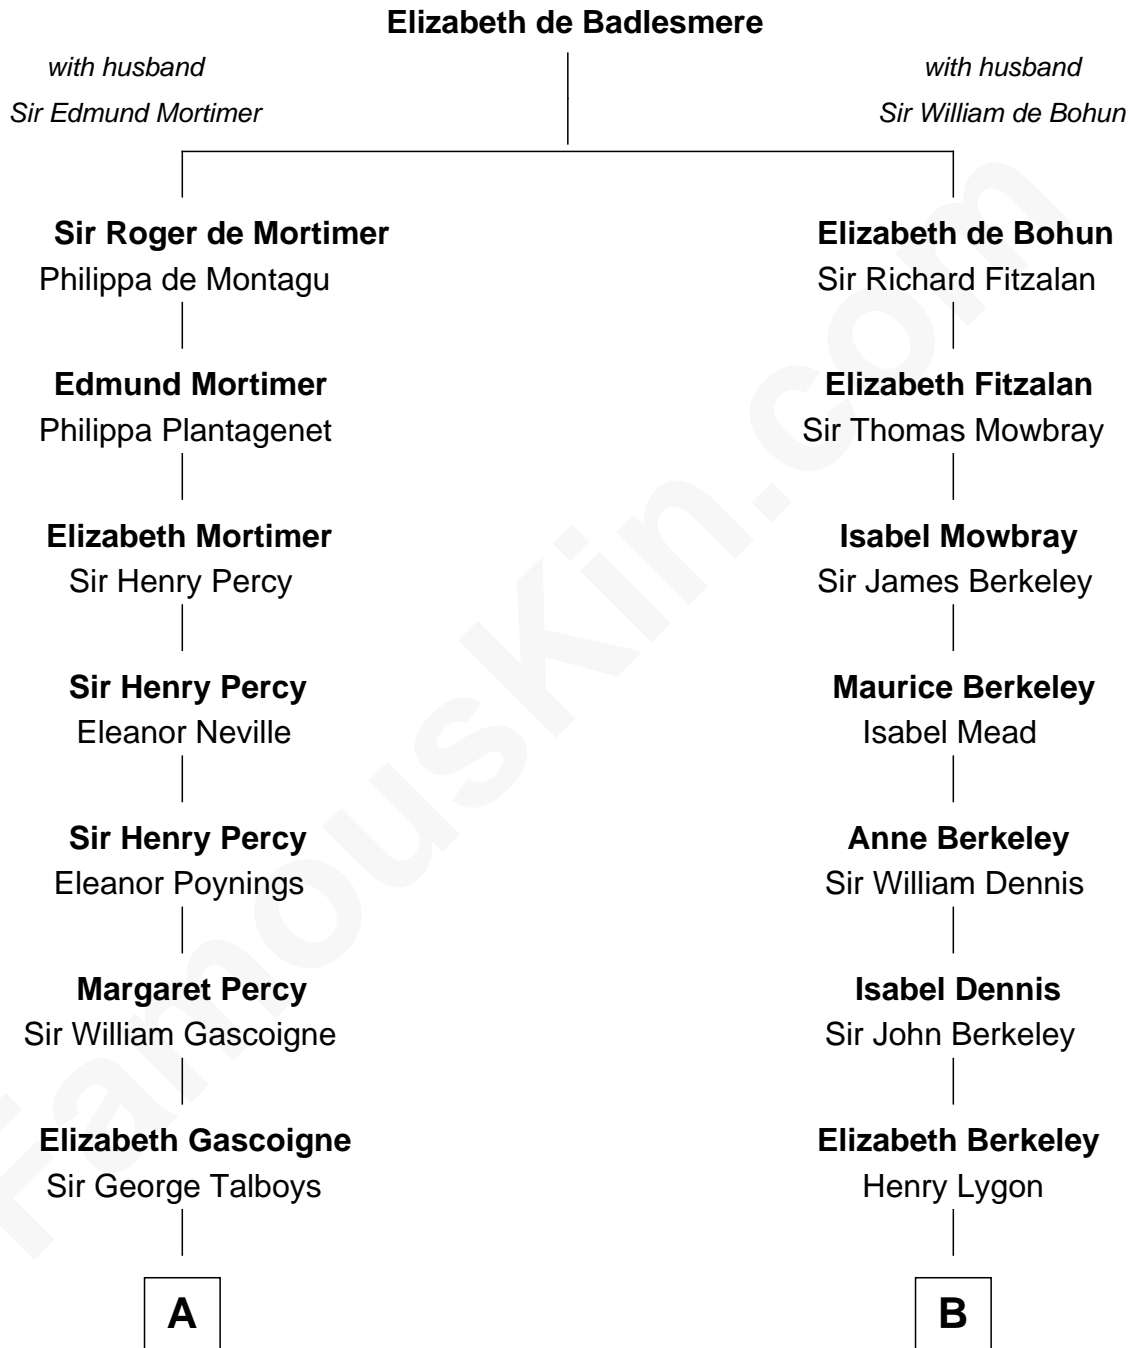 Elizabeth de Badlesmere
with husband
Sir Edmund Mortimer
with husband
Sir William de Bohun
Sir Roger de Mortimer
Philippa de Montagu
Elizabeth de Bohun
Sir Richard Fitzalan
Edmund Mortimer
Philippa Plantagenet
Elizabeth Fitzalan
Sir Thomas Mowbray
Elizabeth Mortimer
Sir Henry Percy
Isabel Mowbray
Sir James Berkeley
Sir Henry Percy
Eleanor Neville
Maurice Berkeley
Isabel Mead
Sir Henry Percy
Eleanor Poynings
Anne Berkeley
Sir William Dennis
Margaret Percy
Sir William Gascoigne
Isabel Dennis
Sir John Berkeley
Elizabeth Gascoigne
Sir George Talboys
Elizabeth Berkeley
Henry Lygon
A
B
FamousKin.com